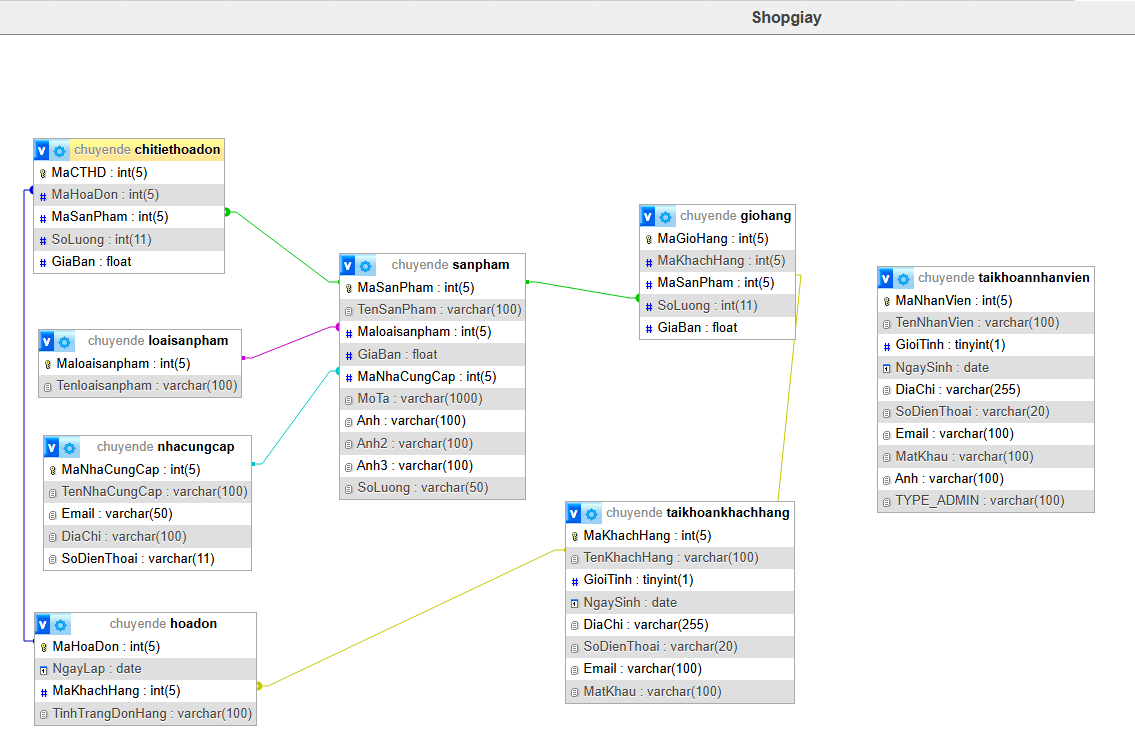 Shopgiay
chuyende chitiethoadon
MaCTHD : int(5)
MaHoaDon : int(5)
MaSanPham : int(5)
SoLuong : int(11)
GiaBan : float
chuyende loaisanpham
Maloaisanpham : int(5)
Tenloaisanpham : varchar(100)
chuyende nhacungcap
MaNhaCungCap : int(5)
TenNhaCungCap : varchar(100)
Email : varchar(50)
DiaChi : varchar(100)
SoDienThoai : varchar(11)
chuyende hoadon
MaHoaDon : int(5)
NgayLap : date
MaKhachHang : int(5)
TinhTrangDonHang : varchar(100)
chuyende sanpham
MaSanPham : int(5)
TenSanPham : varchar(100)
Maloaisanpham : int(5)
GiaBan : float
MaNhaCungCap : int(5)
MoTa : varchar(1000)
Anh : varchar(100)
Anh2 : varchar(100)
Anh3 : varchar(100)
SoLuong : varchar(50)
chuyende giohang
MaGioHang : int(5)
MaKhachHang : int(5)
MaSanPham : int(5)
SoLuong : int(11)
GiaBan : float
chuyende taikhoankhachhang
MaKhachHang : int(5)
TenKhachHang : varchar(100)
GioiTinh : tinyint(1)
NgaySinh : date
DiaChi : varchar(255)
SoDienThoai : varchar(20)
Email : varchar(100)
MatKhau : varchar(100)
chuyende taikhoannhanvien
MaNhanVien : int(5)
TenNhanVien : varchar(100)
GioiTinh : tinyint(1)
NgaySinh : date
DiaChi : varchar(255)
SoDienThoai : varchar(20)
Email : varchar(100)
MatKhau : varchar(100)
Anh : varchar(100)
TYPE_ADMIN : varchar(100)